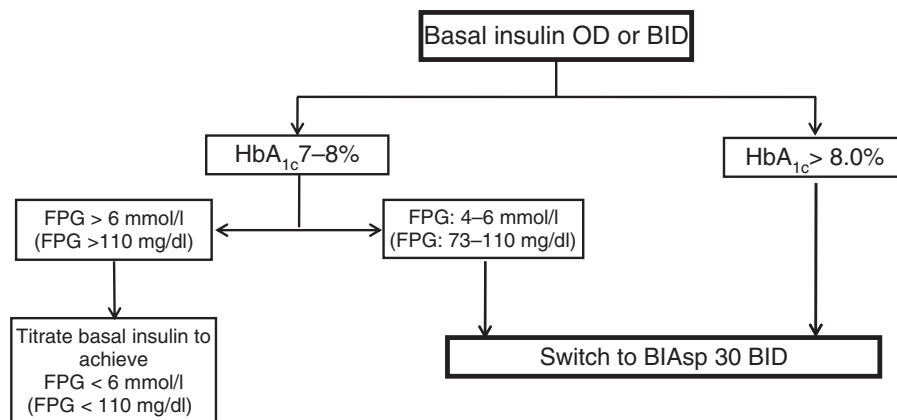 Basal insulin OD or BID
HbA1c 7–8%
HbA1c > 8.0%
FPG > 6 mmol/l
(FPG >110 mg/dl)
FPG: 4–6 mmol/l
(FPG: 73–110 mg/dl)
Titrate basal insulin to
achieve
FPG < 6 mmol/l
(FPG < 110 mg/dl)
Switch to BIAsp 30 BID